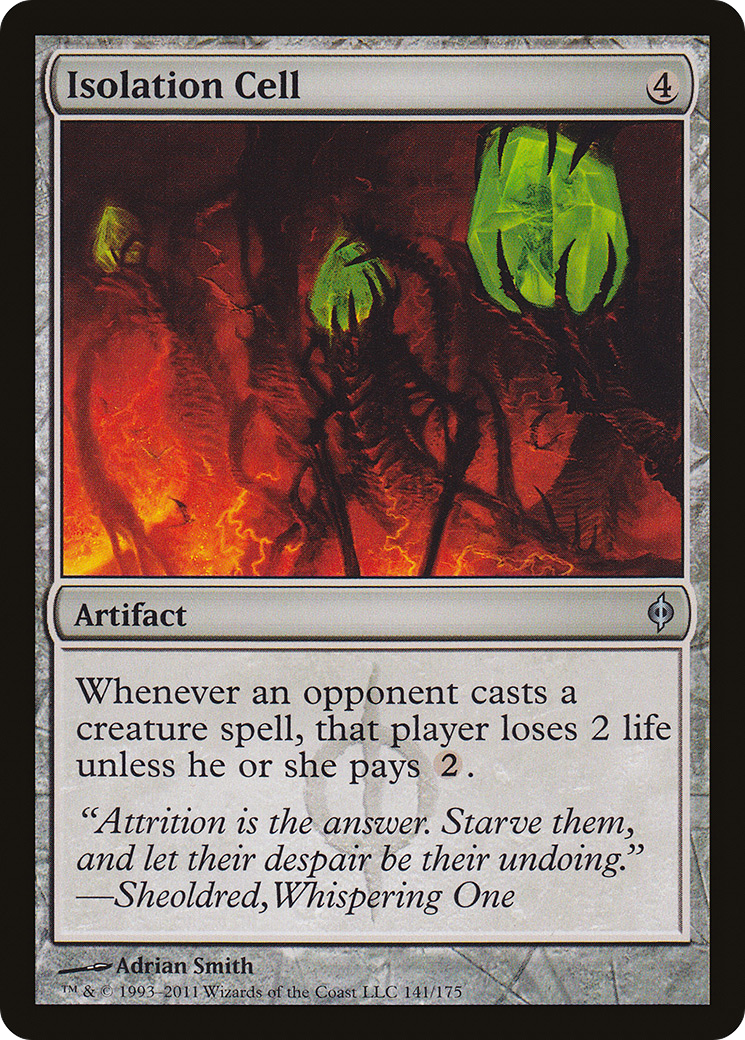 Isolation Cell 4
Artifact
Whenever an opponent casts a
creature spell, that player loses 2 life
unless he or she pays 2.
“Attrition is the answer. Starve them,
and let their despair be their undoing.”
—Sheoldred, Whispering One
Adrian Smith
™ & © 1993–2011 Wizards of the Coast LLC 141/175